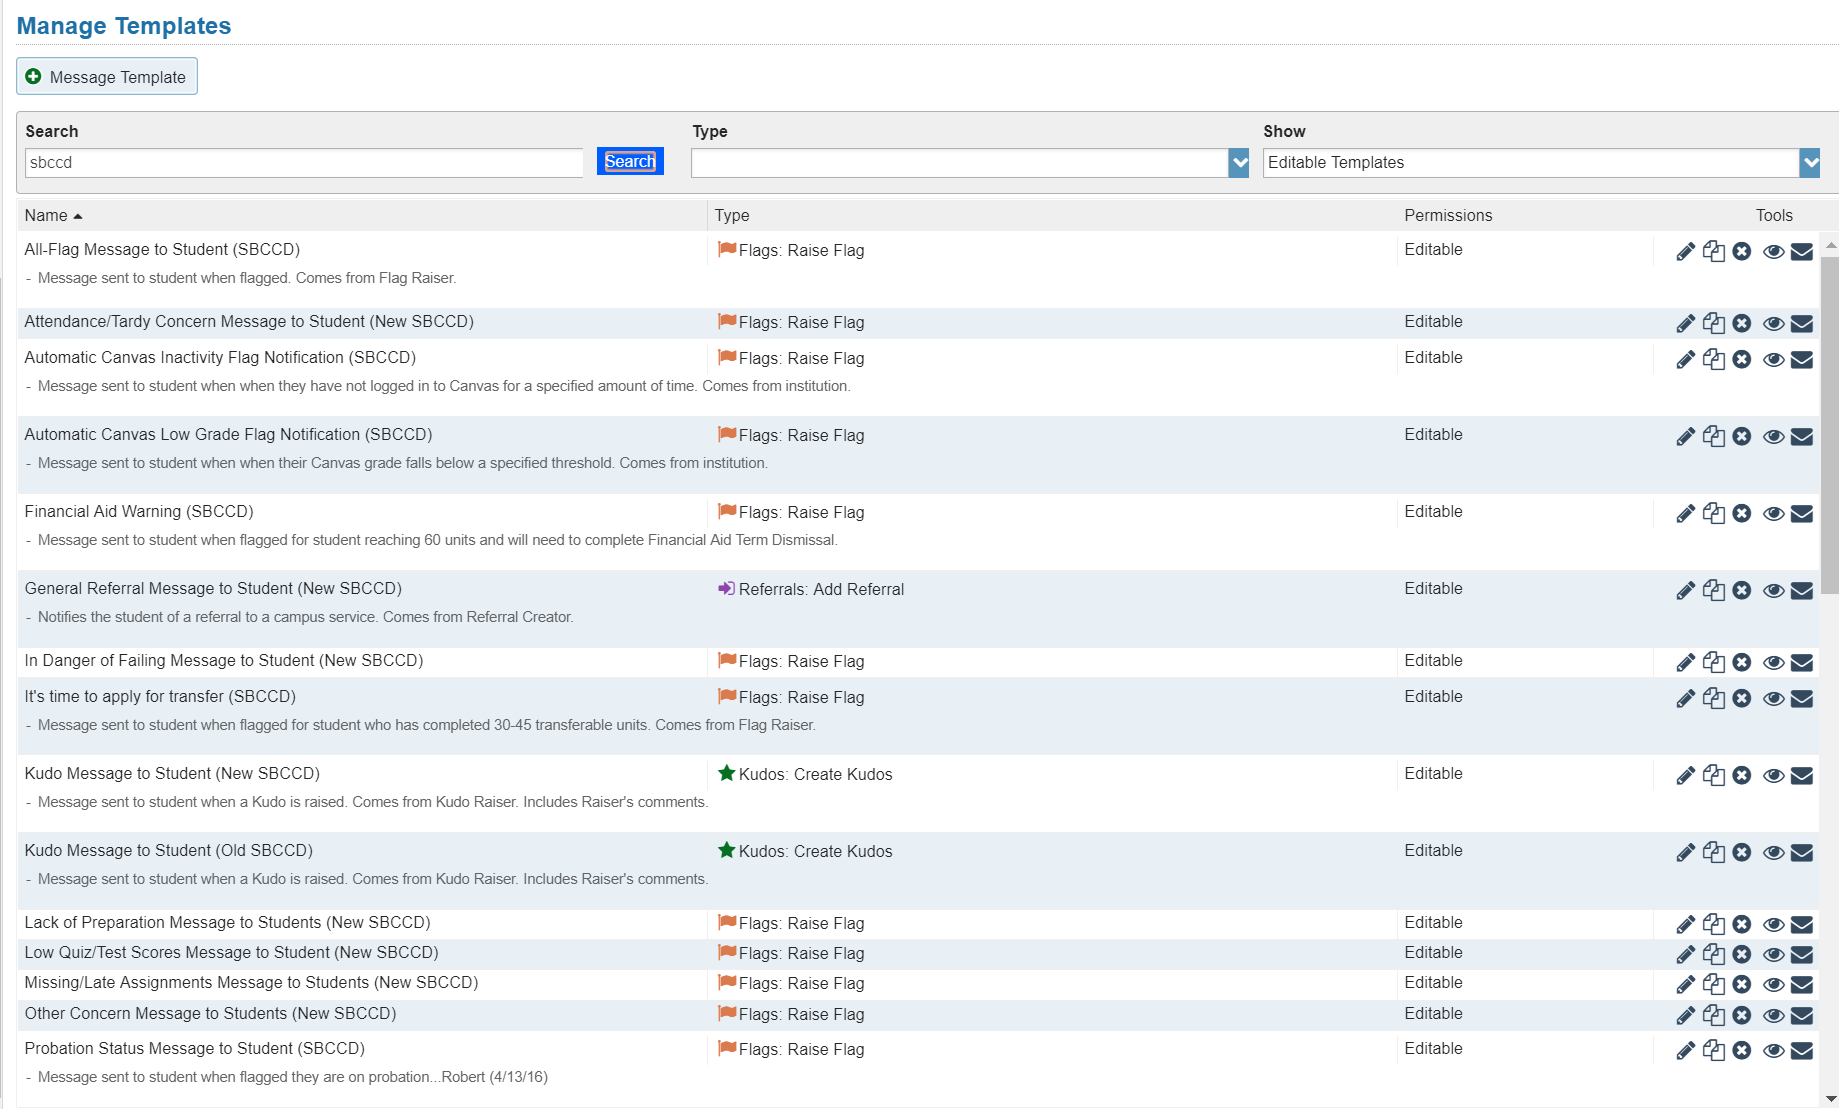 Manage Templates
Message Template
Search Type Show
sbccd Search Editable Templates
Name Type Permissions Tools
All-Flag Message to Student (SBCCD) Flags: Raise Flag Editable
- Message sent to student when flagged. Comes from Flag Raiser.
Attendance/Tardy Concern Message to Student (New SBCCD) Flags: Raise Flag Editable
Automatic Canvas Inactivity Flag Notification (SBCCD) Flags: Raise Flag Editable
- Message sent to student when when they have not logged in to Canvas for a specified amount of time. Comes from institution.
Automatic Canvas Low Grade Flag Notification (SBCCD) Flags: Raise Flag Editable
- Message sent to student when when their Canvas grade falls below a specified threshold. Comes from institution.
Financial Aid Warning (SBCCD) Flags: Raise Flag Editable
- Message sent to student when flagged for student reaching 60 units and will need to complete Financial Aid Term Dismissal.
General Referral Message to Student (New SBCCD) Referrals: Add Referral Editable
- Notifies the student of a referral to a campus service. Comes from Referral Creator.
In Danger of Failing Message to Student (New SBCCD) Flags: Raise Flag Editable
It's time to apply for transfer (SBCCD) Flags: Raise Flag Editable
- Message sent to student when flagged for student who has completed 30-45 transferable units. Comes from Flag Raiser.
Kudo Message to Student (New SBCCD) Kudos: Create Kudos Editable
- Message sent to student when a Kudo is raised. Comes from Kudo Raiser. Includes Raiser's comments.
Kudo Message to Student (Old SBCCD) Kudos: Create Kudos Editable
- Message sent to student when a Kudo is raised. Comes from Kudo Raiser. Includes Raiser's comments.
Lack of Preparation Message to Students (New SBCCD) Flags: Raise Flag Editable
Low Quiz/Test Scores Message to Student (New SBCCD) Flags: Raise Flag Editable
Missing/Late Assignments Message to Students (New SBCCD) Flags: Raise Flag Editable
Other Concern Message to Students (New SBCCD) Flags: Raise Flag Editable
Probation Status Message to Student (SBCCD) Flags: Raise Flag Editable
- Message sent to student when flagged they are on probation...Robert (4/13/16)